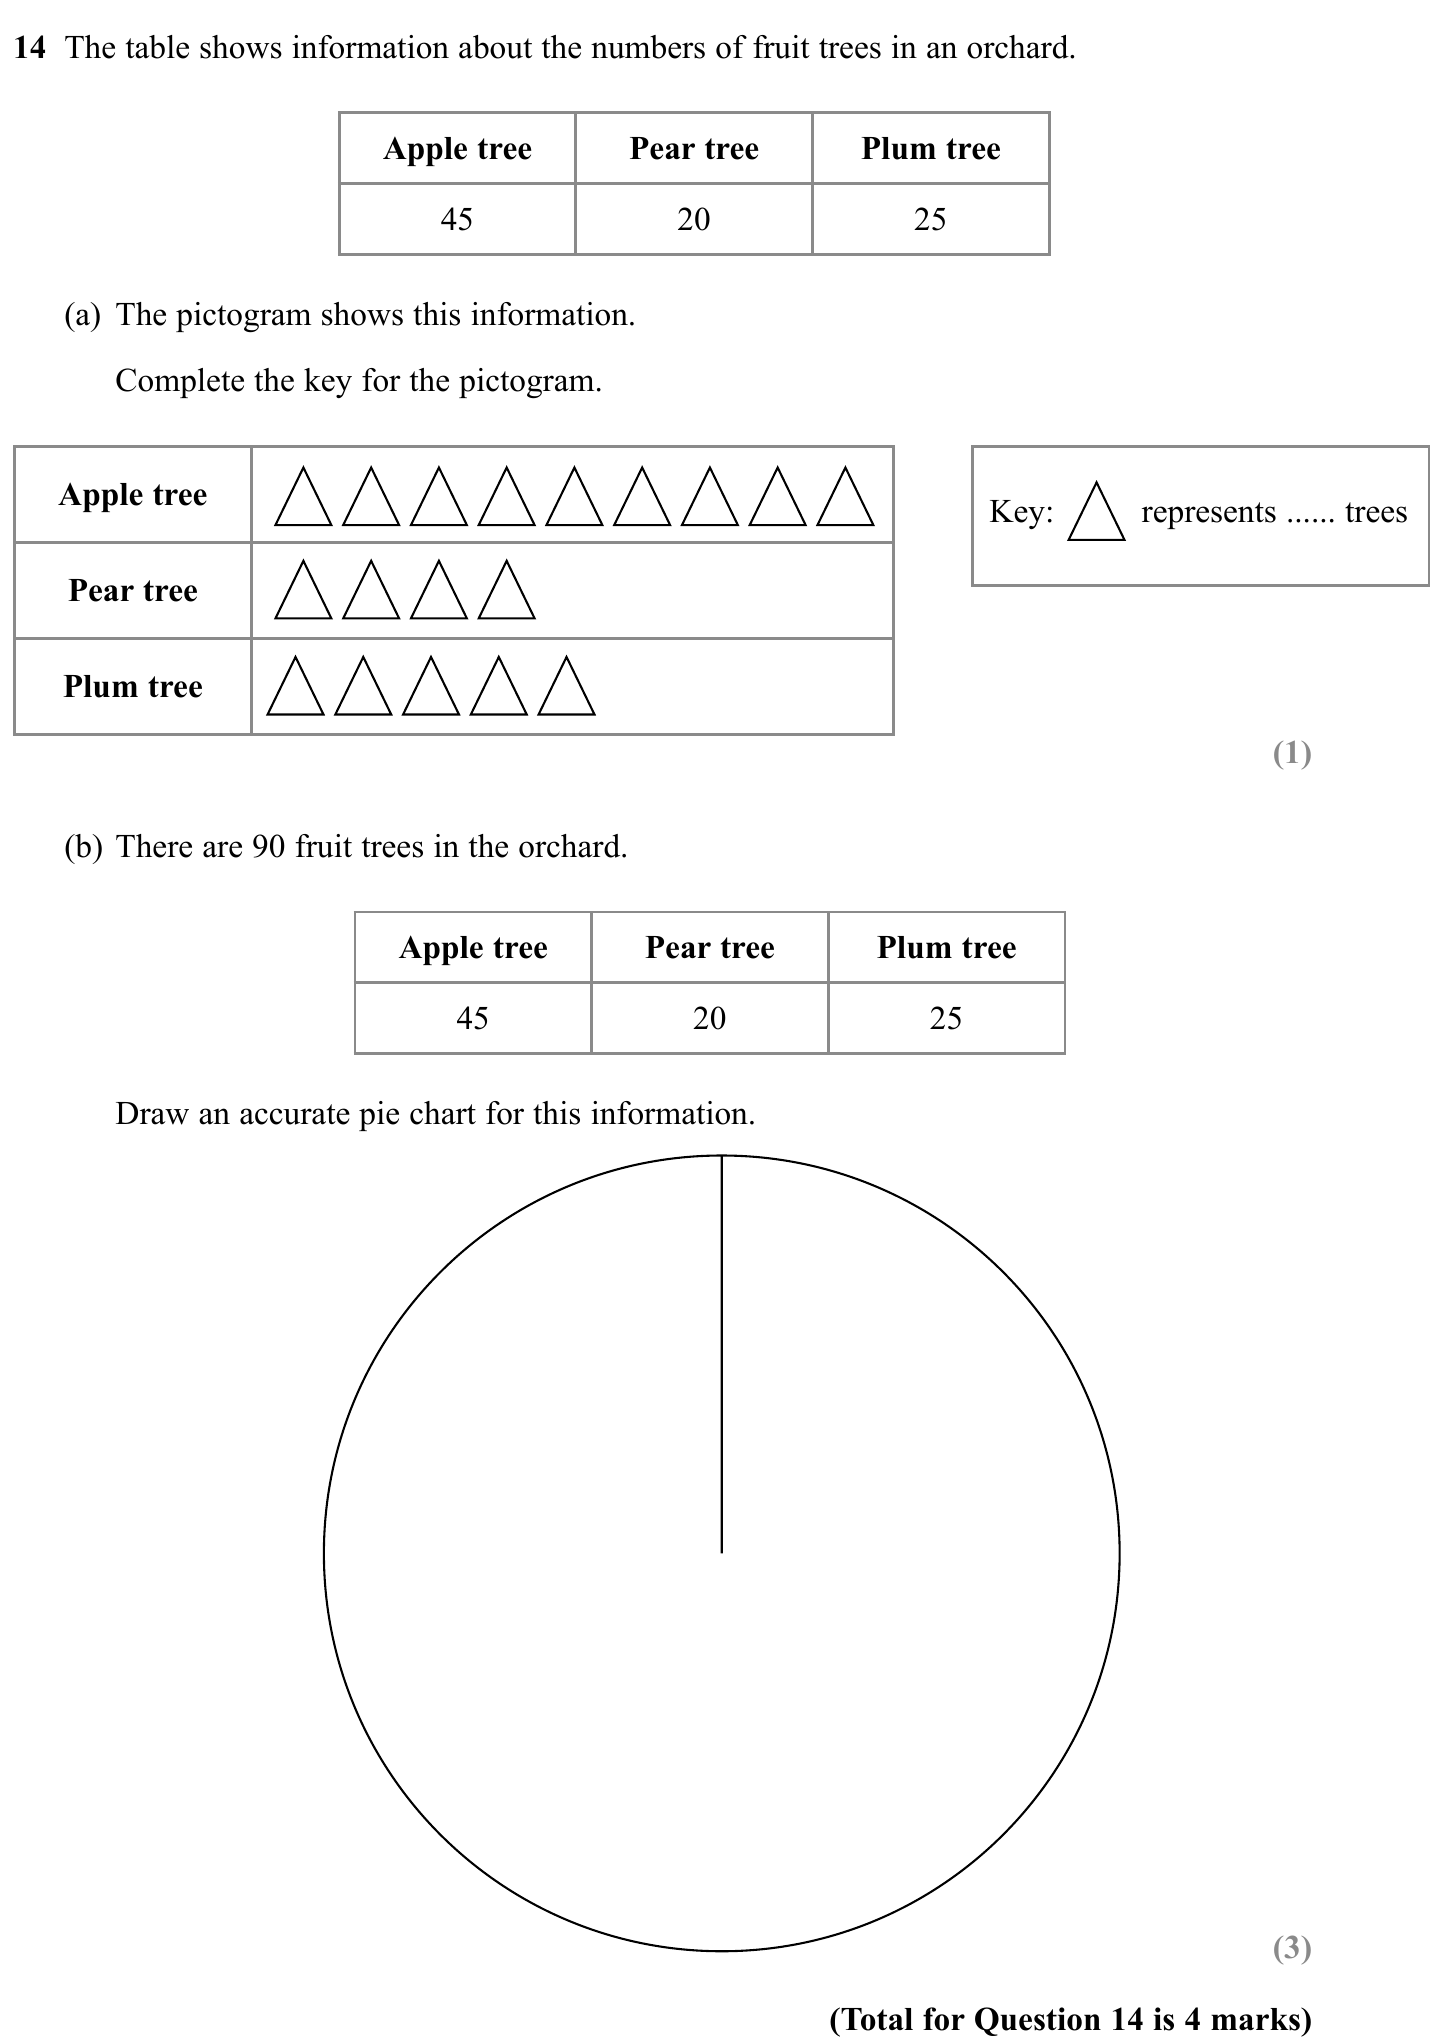 14 The table shows information about the numbers of fruit trees in an orchard.
Apple tree Pear tree Plum tree
45 20 25
(a) The pictogram shows this information.
Complete the key for the pictogram.
Apple tree
Key: represents ...... trees
Pear tree
Plum tree
(1)
(b) There are 90 fruit trees in the orchard.
Apple tree Pear tree Plum tree
45 20 25
Draw an accurate pie chart for this information.
(3)
(Total for Question 14 is 4 marks)